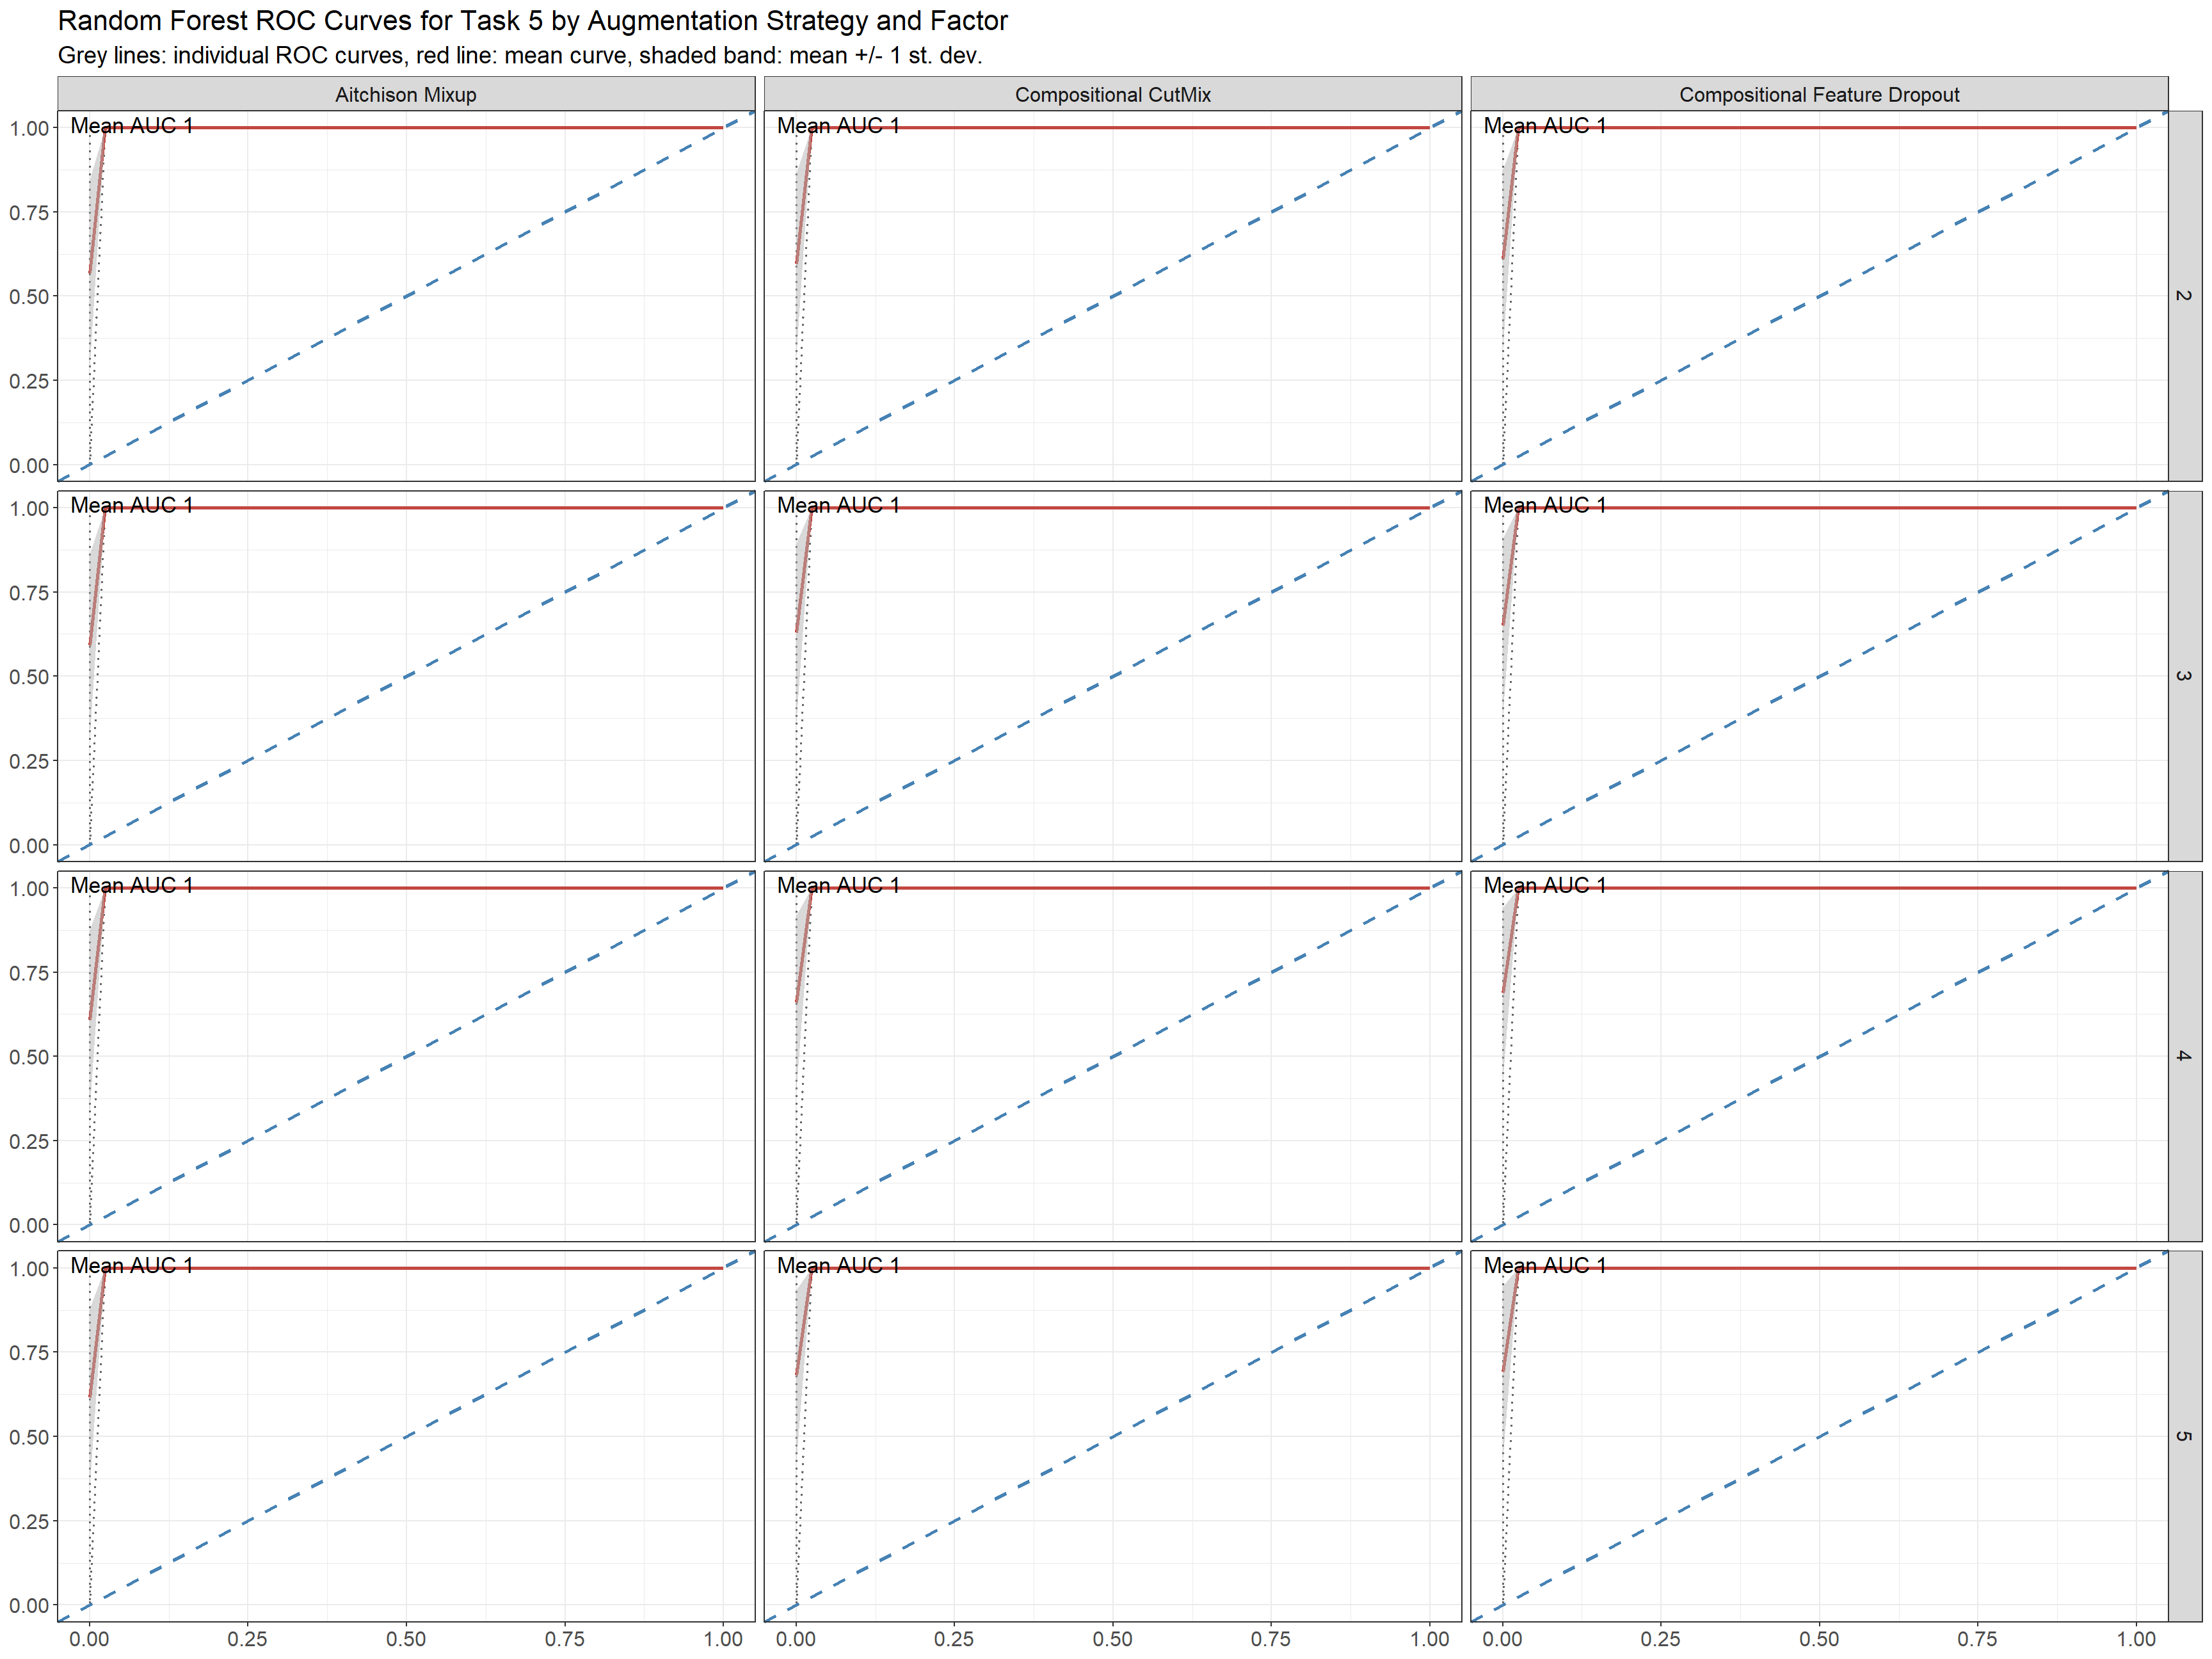 Random Forest ROC Curves for Task 5 by Augmentation Strategy and Factor
Grey lines: individual ROC curves, red line: mean curve, shaded band: mean +/- 1 st. dev.
Aitchison Mixup
Compositional CutMix
Compositional Feature Dropout
Mean AUC 1
Mean AUC 1
Mean AUC 1
1.00
0.75
0.50
0.25
0.00
2
Mean AUC 1
Mean AUC 1
Mean AUC 1
1.00
0.75
0.50
0.25
0.00
3
Mean AUC 1
Mean AUC 1
Mean AUC 1
1.00
0.75
0.50
0.25
0.00
4
Mean AUC 1
Mean AUC 1
Mean AUC 1
1.00
0.75
0.50
0.25
0.00
5
0.00 0.25 0.50 0.75 1.00
0.00 0.25 0.50 0.75 1.00
0.00 0.25 0.50 0.75 1.00